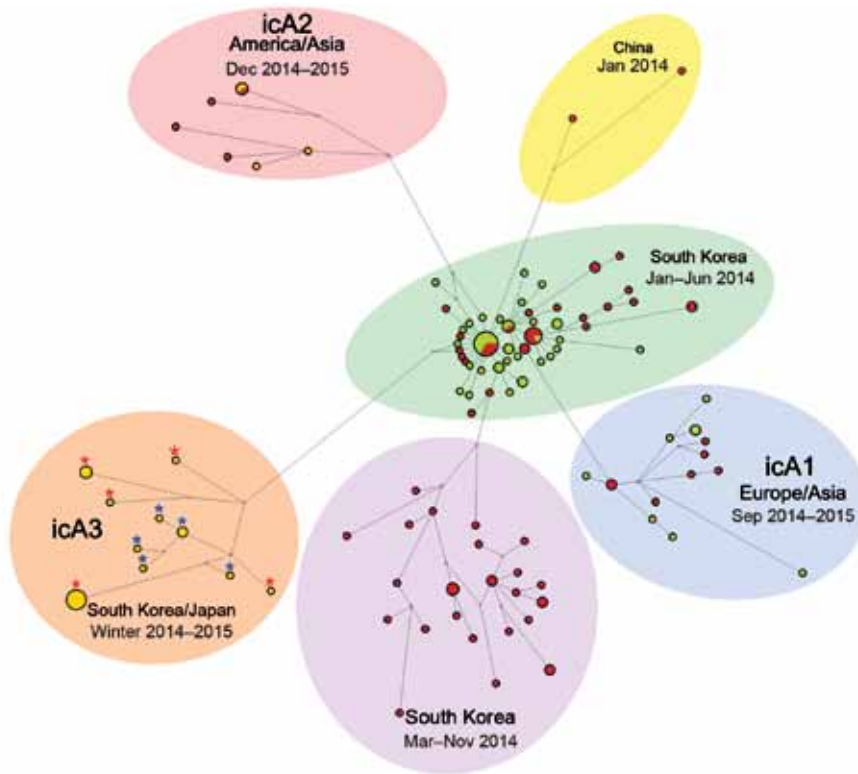 icA2
America/Asia
Dec 2014–2015
China
Jan 2014
South Korea
Jan–Jun 2014
icA1
Europe/Asia
Sep 2014–2015
icA3
South Korea/Japan
Winter 2014–2015
South Korea
Mar–Nov 2014